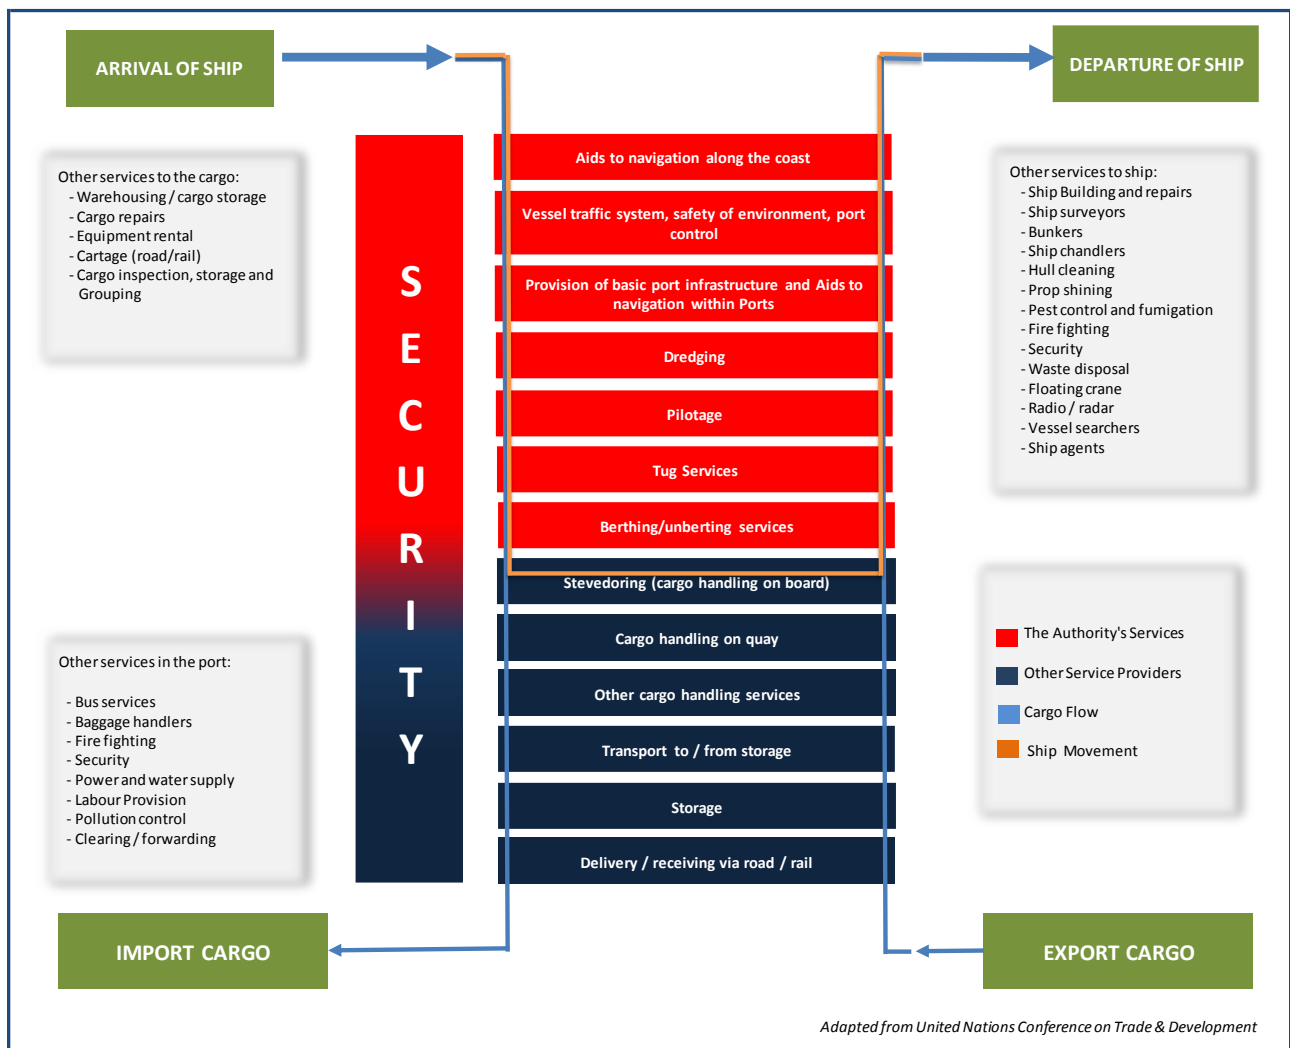 ARRIVAL OF SHIP
DEPARTURE OF SHIP
Other services to the cargo:
- Warehousing / cargo storage
- Cargo repairs
- Equipment rental
- Cartage (road/rail)
- Cargo inspection, storage and
Grouping
S
E
C
U
R
I
T
Y
Aids to navigation along the coast
Vessel traffic system, safety of environment, port
control
Provision of basic port infrastructure and Aids to
navigation within Ports
Dredging
Pilotage
Tug Services
Berthing/unberting services
Stevedoring (cargo handling on board)
Cargo handling on quay
Other cargo handling services
Transport to / from storage
Storage
Delivery / receiving via road / rail
Other services to ship:
- Ship Building and repairs
- Ship surveyors
- Bunkers
- Ship chandlers
- Hull cleaning
- Prop shining
- Pest control and fumigation
- Fire fighting
- Security
- Waste disposal
- Floating crane
- Radio / radar
- Vessel searchers
- Ship agents
The Authority's Services
Other Service Providers
Cargo Flow
Ship Movement
Other services in the port:
- Bus services
- Baggage handlers
- Fire fighting
- Security
- Power and water supply
- Labour Provision
- Pollution control
- Clearing / forwarding
IMPORT CARGO
EXPORT CARGO
Adapted from United Nations Conference on Trade & Development